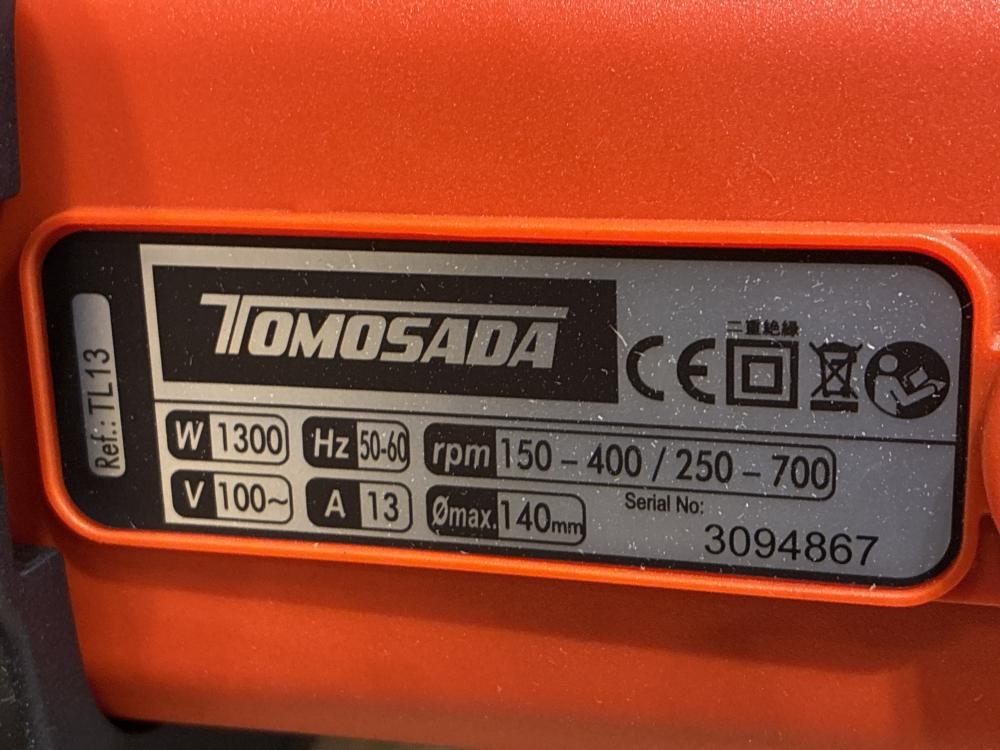 Ref.: TL13
TOMOSADA
二重絶縁
CE
W 1300 Hz 50-60 rpm 150 – 400 / 250 – 700
V 100~ A 13 Ømax. 140mm
Serial No:
3094867